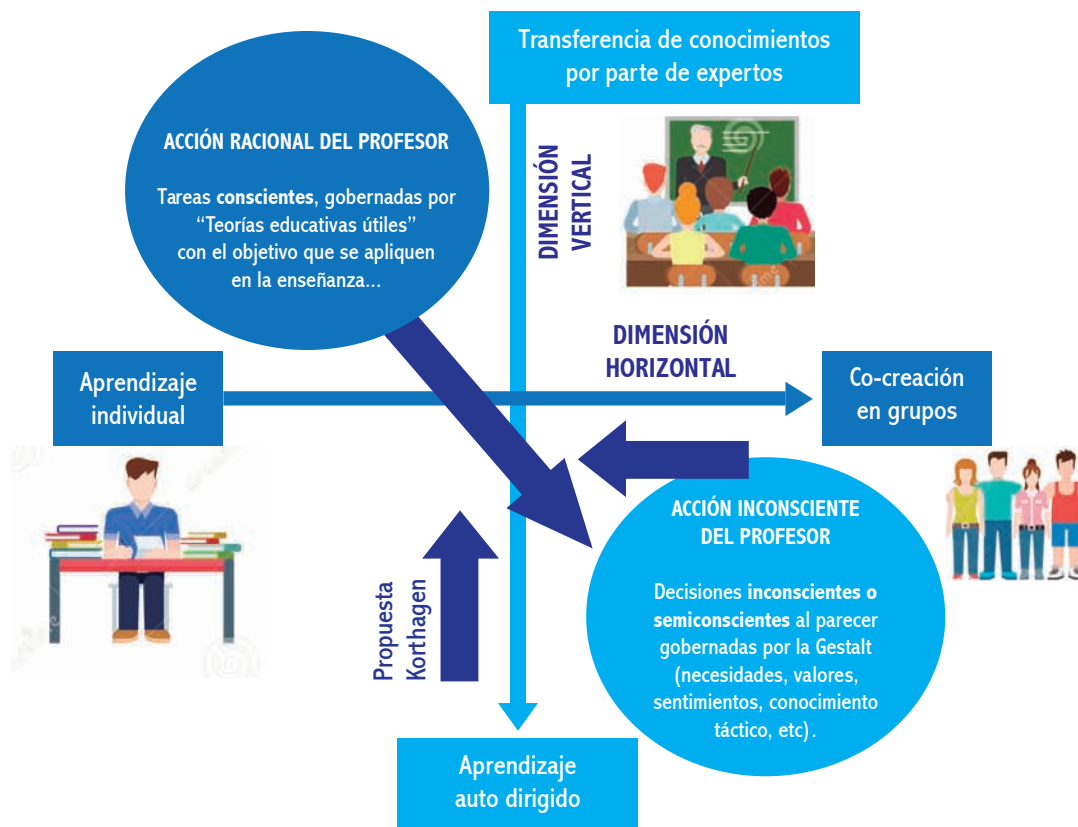 Transferencia de conocimientos
por parte de expertos
ACCIÓN RACIONAL DEL PROFESOR
Tareas conscientes, gobernadas por
“Teorías educativas útiles”
con el objetivo que se apliquen
en la enseñanza...
DIMENSIÓN
VERTICAL
DIMENSIÓN
HORIZONTAL
Aprendizaje
individual
Co-creación
en grupos
ACCIÓN INCONSCIENTE
DEL PROFESOR
Decisiones inconscientes o
semiconscientes al parecer
gobernadas por la Gestalt
(necesidades, valores,
sentimientos, conocimiento
táctico, etc).
Propuesta
Korthagen
Aprendizaje
auto dirigido